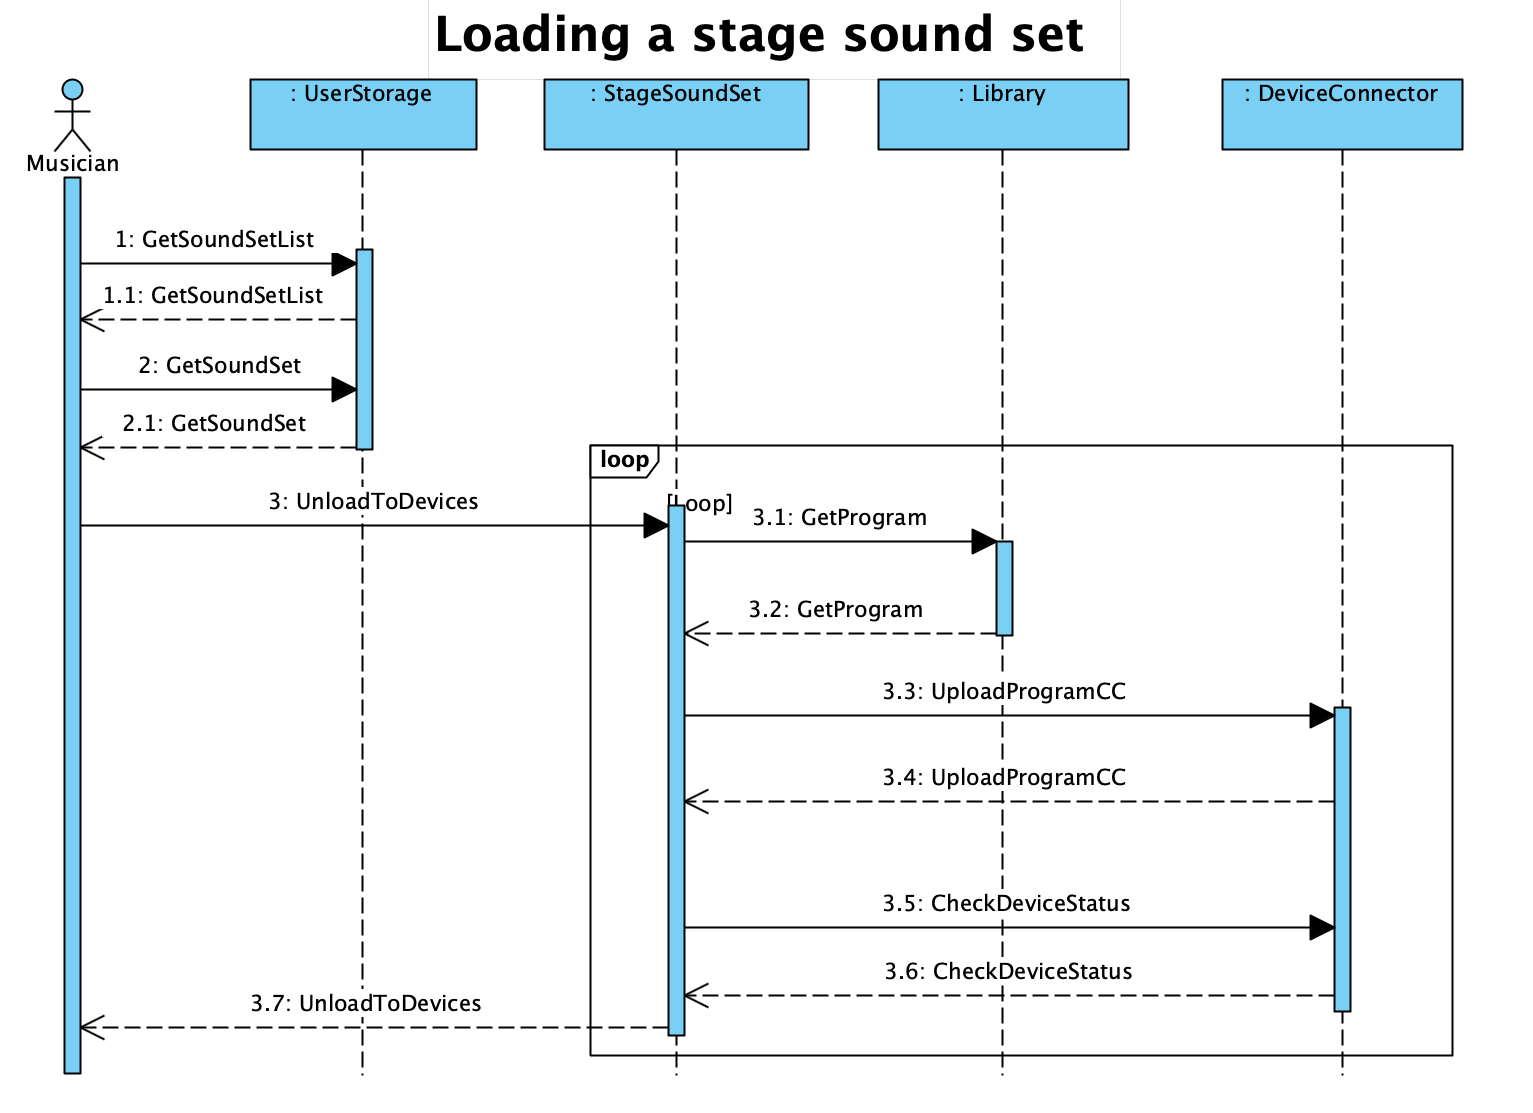 Loading a stage sound set
: UserStorage
: StageSoundSet
: Library
: DeviceConnector
Musician
1: GetSoundSetList
1.1: GetSoundSetList
2: GetSoundSet
2.1: GetSoundSet
loop
3: UnloadToDevices
[Loop]
3.1: GetProgram
3.2: GetProgram
3.3: UploadProgramCC
3.4: UploadProgramCC
3.5: CheckDeviceStatus
3.6: CheckDeviceStatus
3.7: UnloadToDevices